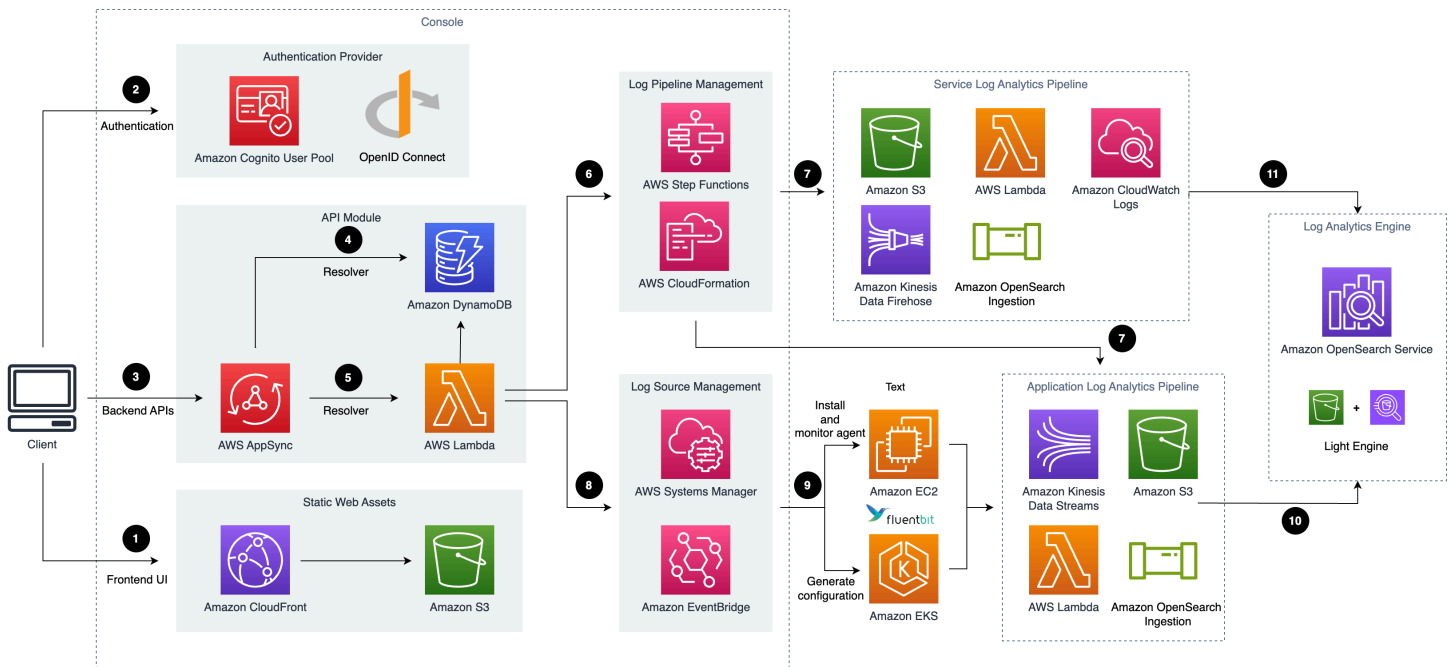 Console
Authentication Provider
2
Authentication
Amazon Cognito User Pool
OpenID Connect
API Module
4
Resolver
Amazon DynamoDB
Client
3
Backend APIs
AWS AppSync
5
Resolver
AWS Lambda
Static Web Assets
1
Frontend UI
Amazon CloudFront
Amazon S3
6
Log Pipeline Management
AWS Step Functions
AWS CloudFormation
8
Log Source Management
AWS Systems Manager
Amazon EventBridge
7
Service Log Analytics Pipeline
Amazon S3
AWS Lambda
Amazon CloudWatch
Logs
Amazon Kinesis
Data Firehose
Amazon OpenSearch
Ingestion
7
9
Text
Install
and
monitor agent
Amazon EC2
fluentbit
Generate
configuration
K
Amazon EKS
Application Log Analytics Pipeline
Amazon Kinesis
Data Streams
Amazon S3
AWS Lambda
Amazon OpenSearch
Ingestion
11
10
Log Analytics Engine
Amazon OpenSearch Service
+
Light Engine